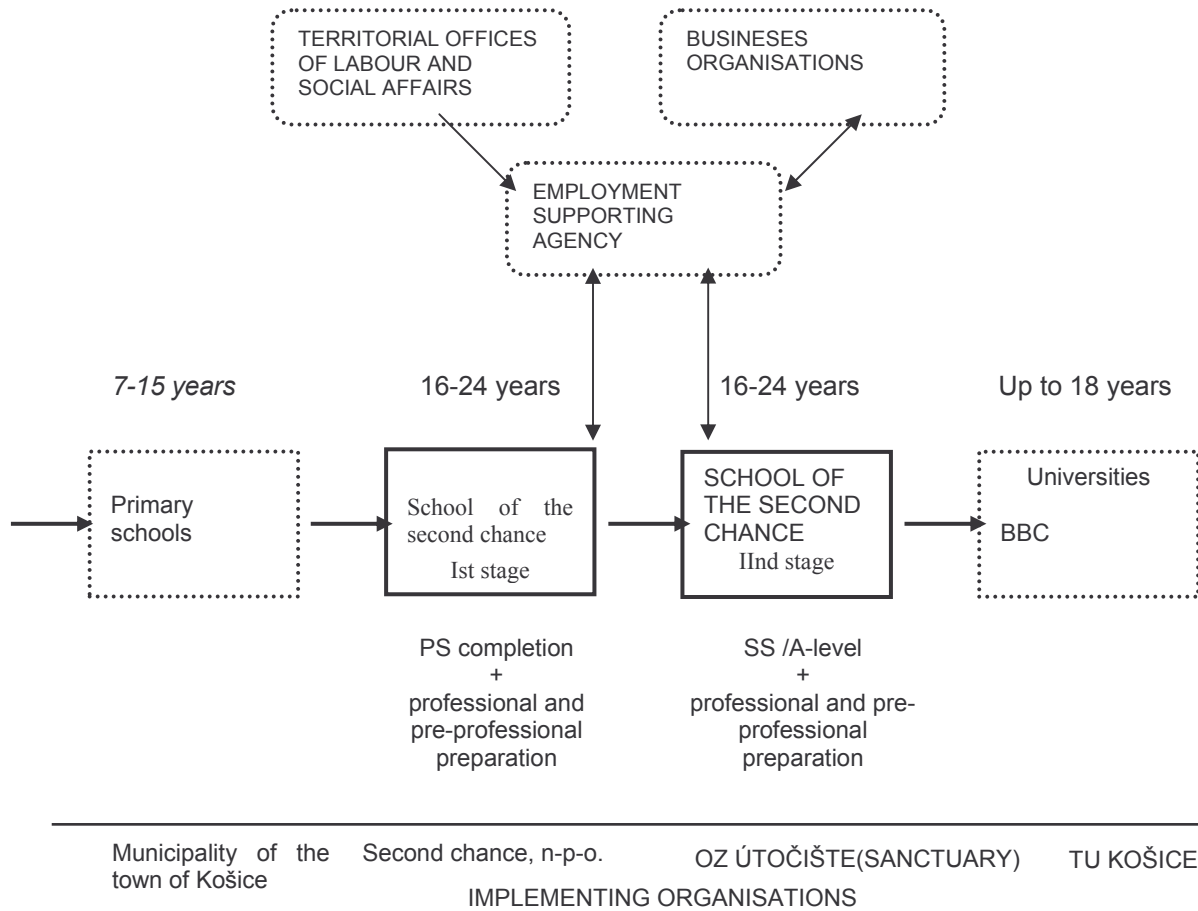 TERRITORIAL OFFICES
OF LABOUR AND
SOCIAL AFFAIRS
BUSINESES
ORGANISATIONS
EMPLOYMENT
SUPPORTING
AGENCY
7-15 years
16-24 years
16-24 years
Up to 18 years
Primary
schools
School of the
second chance
Ist stage
SCHOOL OF
THE SECOND
CHANCE
IInd stage
Universities
BBC
PS completion
+
professional and
pre-professional
preparation
SS /A-level
+
professional and pre-
professional
preparation
Municipality of the
town of Košice
Second chance, n-p-o.
OZ ÚTOČIŠTE(SANCTUARY)
TU KOŠICE
IMPLEMENTING ORGANISATIONS